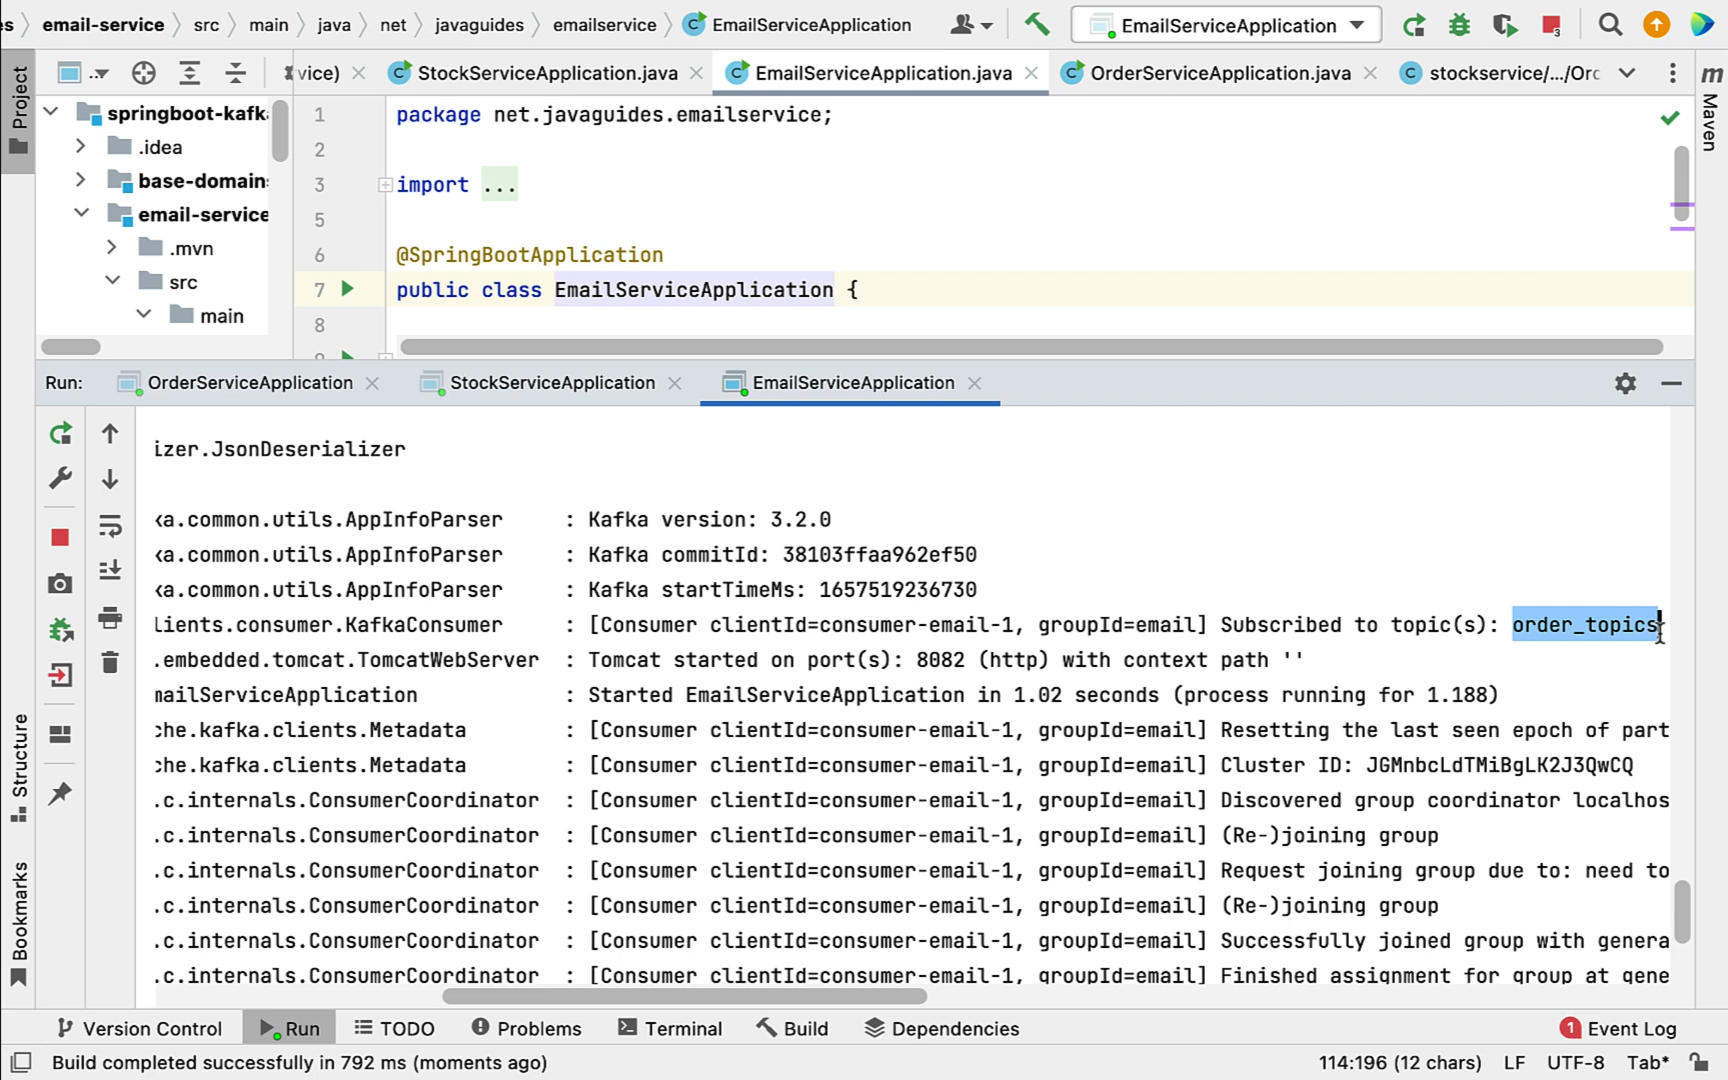 es email-service src main java net javaguides emailservice EmailServiceApplication EmailServiceApplication 3
vice) StockServiceApplication.java EmailServiceApplication.java OrderServiceApplication.java stockservice/.../Orc
Project
m Maven
springboot-kafka
.idea
base-domains
email-service
.mvn
src
main
1 package net.javaguides.emailservice;
2
3 import ...
5
6 @SpringBootApplication
7 public class EmailServiceApplication {
8
Run: OrderServiceApplication StockServiceApplication EmailServiceApplication
izer.JsonDeserializer
ka.common.utils.AppInfoParser : Kafka version: 3.2.0
ka.common.utils.AppInfoParser : Kafka commitId: 38103ffaa962ef50
ka.common.utils.AppInfoParser : Kafka startTimeMs: 1657519236730
lients.consumer.KafkaConsumer : [Consumer clientId=consumer-email-1, groupId=email] Subscribed to topic(s): order_topics
.embedded.tomcat.TomcatWebServer : Tomcat started on port(s): 8082 (http) with context path ''
mailServiceApplication : Started EmailServiceApplication in 1.02 seconds (process running for 1.188)
che.kafka.clients.Metadata : [Consumer clientId=consumer-email-1, groupId=email] Resetting the last seen epoch of part
che.kafka.clients.Metadata : [Consumer clientId=consumer-email-1, groupId=email] Cluster ID: JGMnbcLdTMiBgLK2J3QwCQ
.c.internals.ConsumerCoordinator : [Consumer clientId=consumer-email-1, groupId=email] Discovered group coordinator localhos
.c.internals.ConsumerCoordinator : [Consumer clientId=consumer-email-1, groupId=email] (Re-)joining group
.c.internals.ConsumerCoordinator : [Consumer clientId=consumer-email-1, groupId=email] Request joining group due to: need to
.c.internals.ConsumerCoordinator : [Consumer clientId=consumer-email-1, groupId=email] (Re-)joining group
.c.internals.ConsumerCoordinator : [Consumer clientId=consumer-email-1, groupId=email] Successfully joined group with genera
.c.internals.ConsumerCoordinator : [Consumer clientId=consumer-email-1, groupId=email] Finished assignment for group at gene
Structure
Bookmarks
Version Control Run TODO Problems Terminal Build Dependencies 1 Event Log
Build completed successfully in 792 ms (moments ago) 114:196 (12 chars) LF UTF-8 Tab*